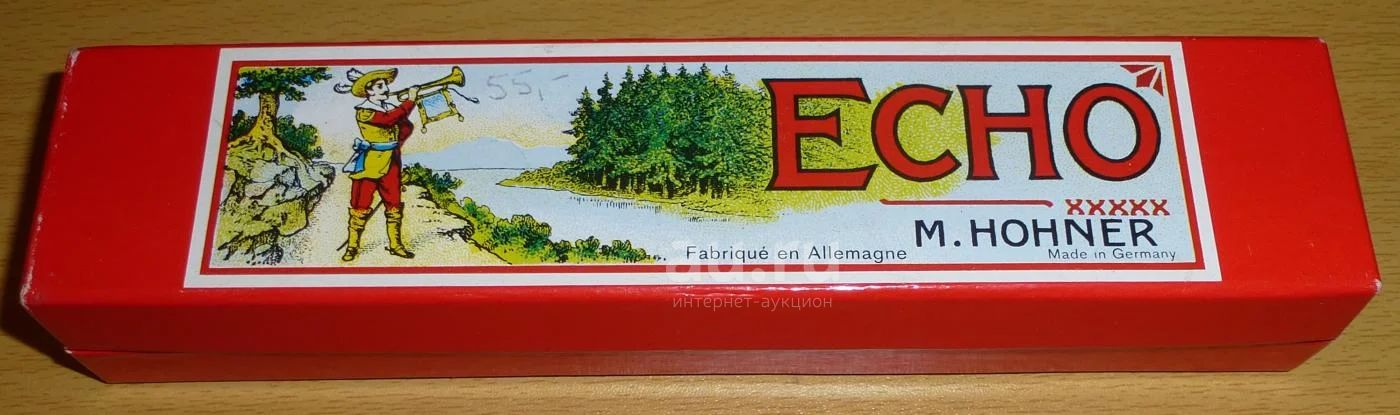 55,-
ECHO
XXXXX
M. HOHNER
Fabriqué en Allemagne
Made in Germany
au.ru
интернет-аукцион